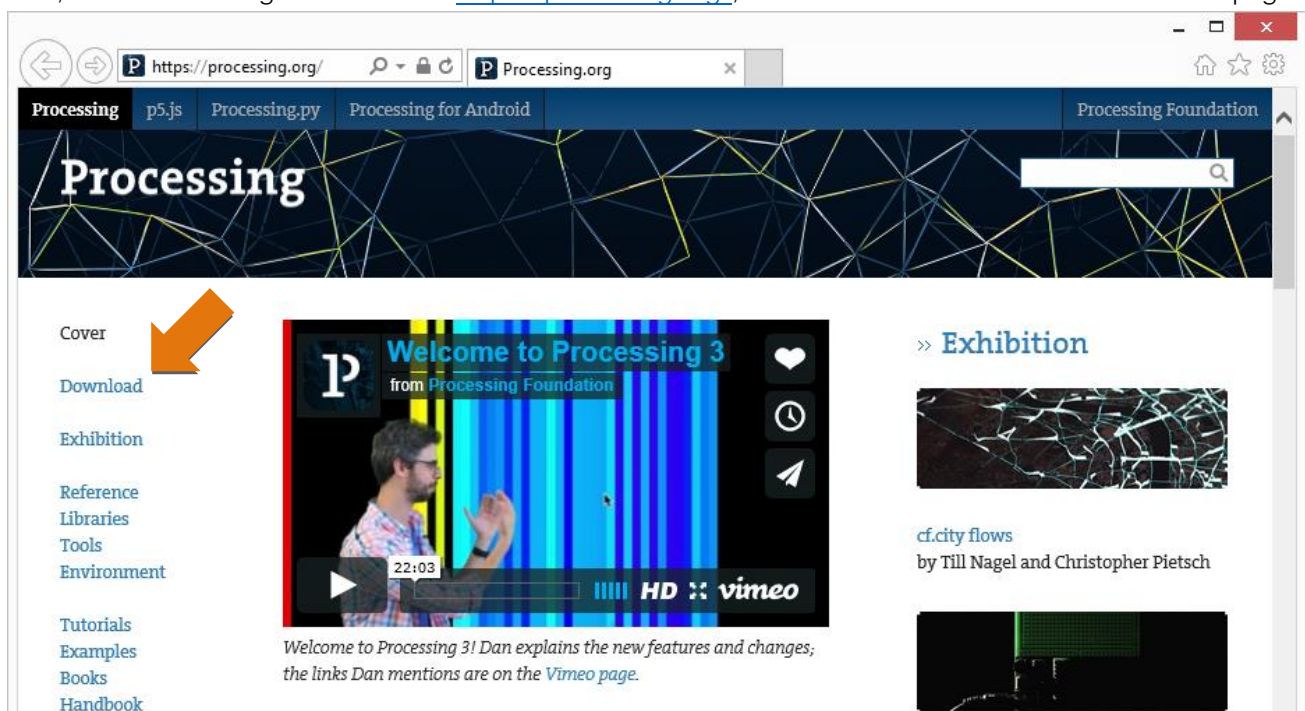 https://processing.org/
Processing.org
Processing p5.js Processing.py Processing for Android Processing Foundation
Processing
Cover
Download
Exhibition
Reference
Libraries
Tools
Environment
Tutorials
Examples
Books
Handbook
Welcome to Processing 3
from Processing Foundation
22:03
HD vimeo
Welcome to Processing 3! Dan explains the new features and changes;
the links Dan mentions are on the Vimeo page.
» Exhibition
cf.city flows
by Till Nagel and Christopher Pietsch